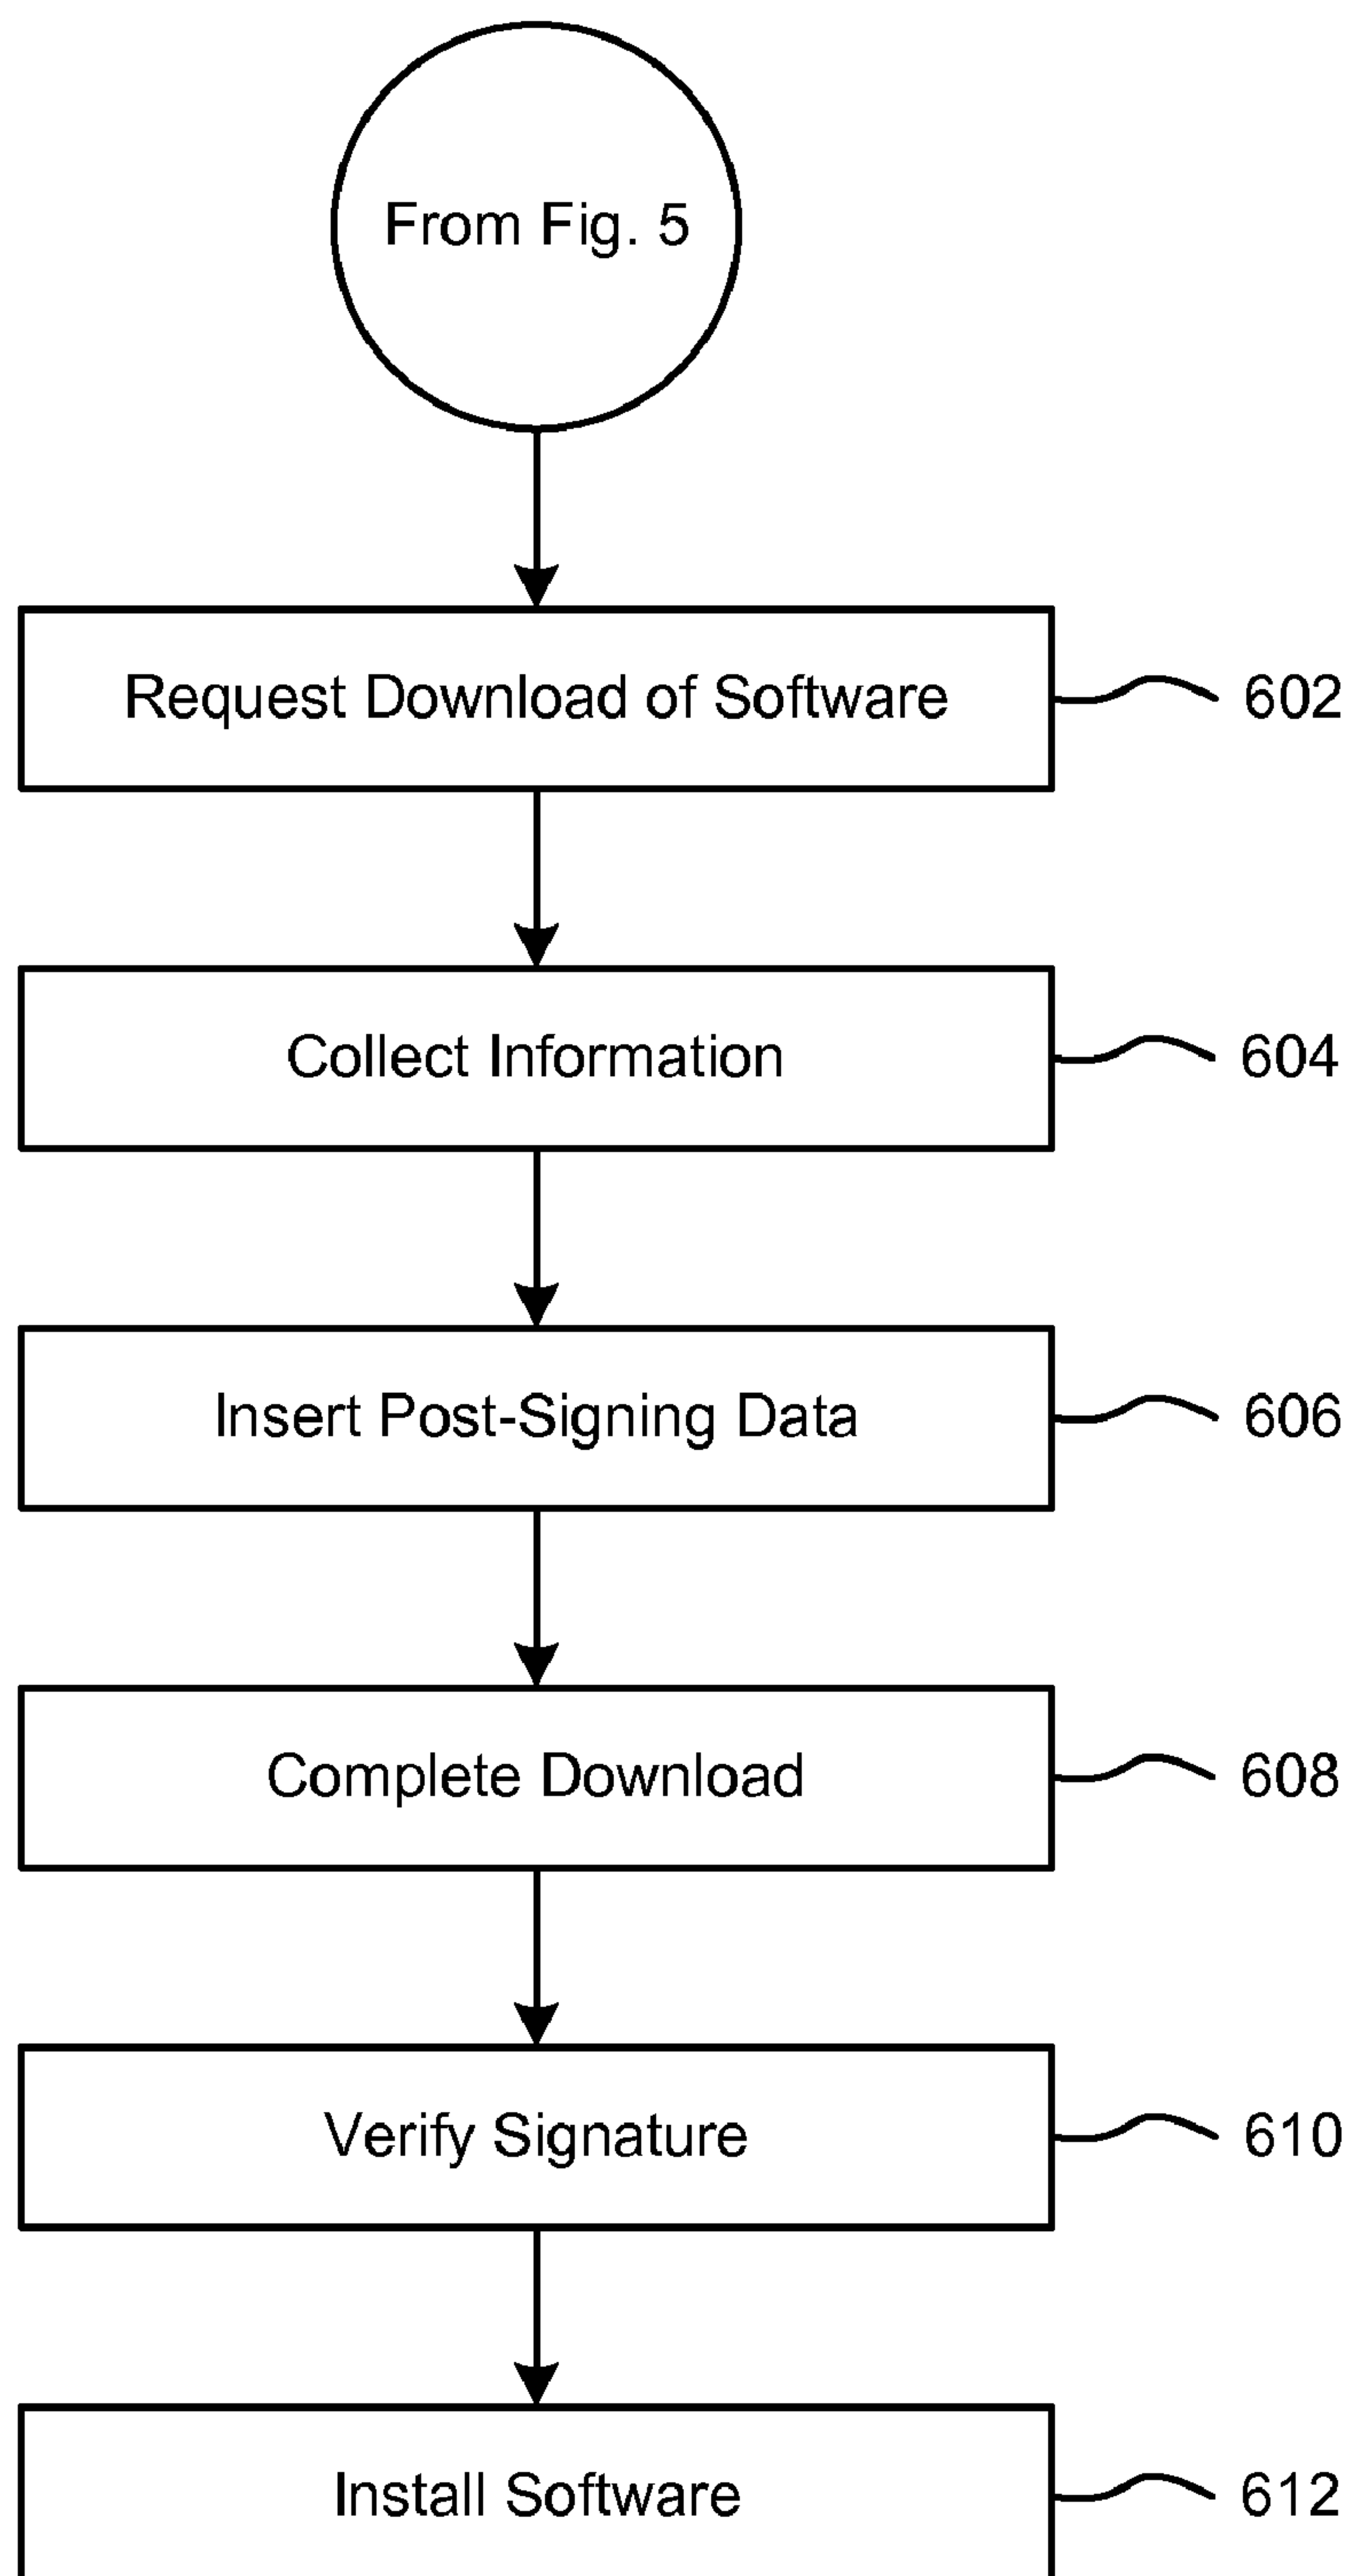 From Fig. 5
Request Download of Software
602
Collect Information
604
Insert Post-Signing Data
606
Complete Download
608
Verify Signature
610
Install Software
612